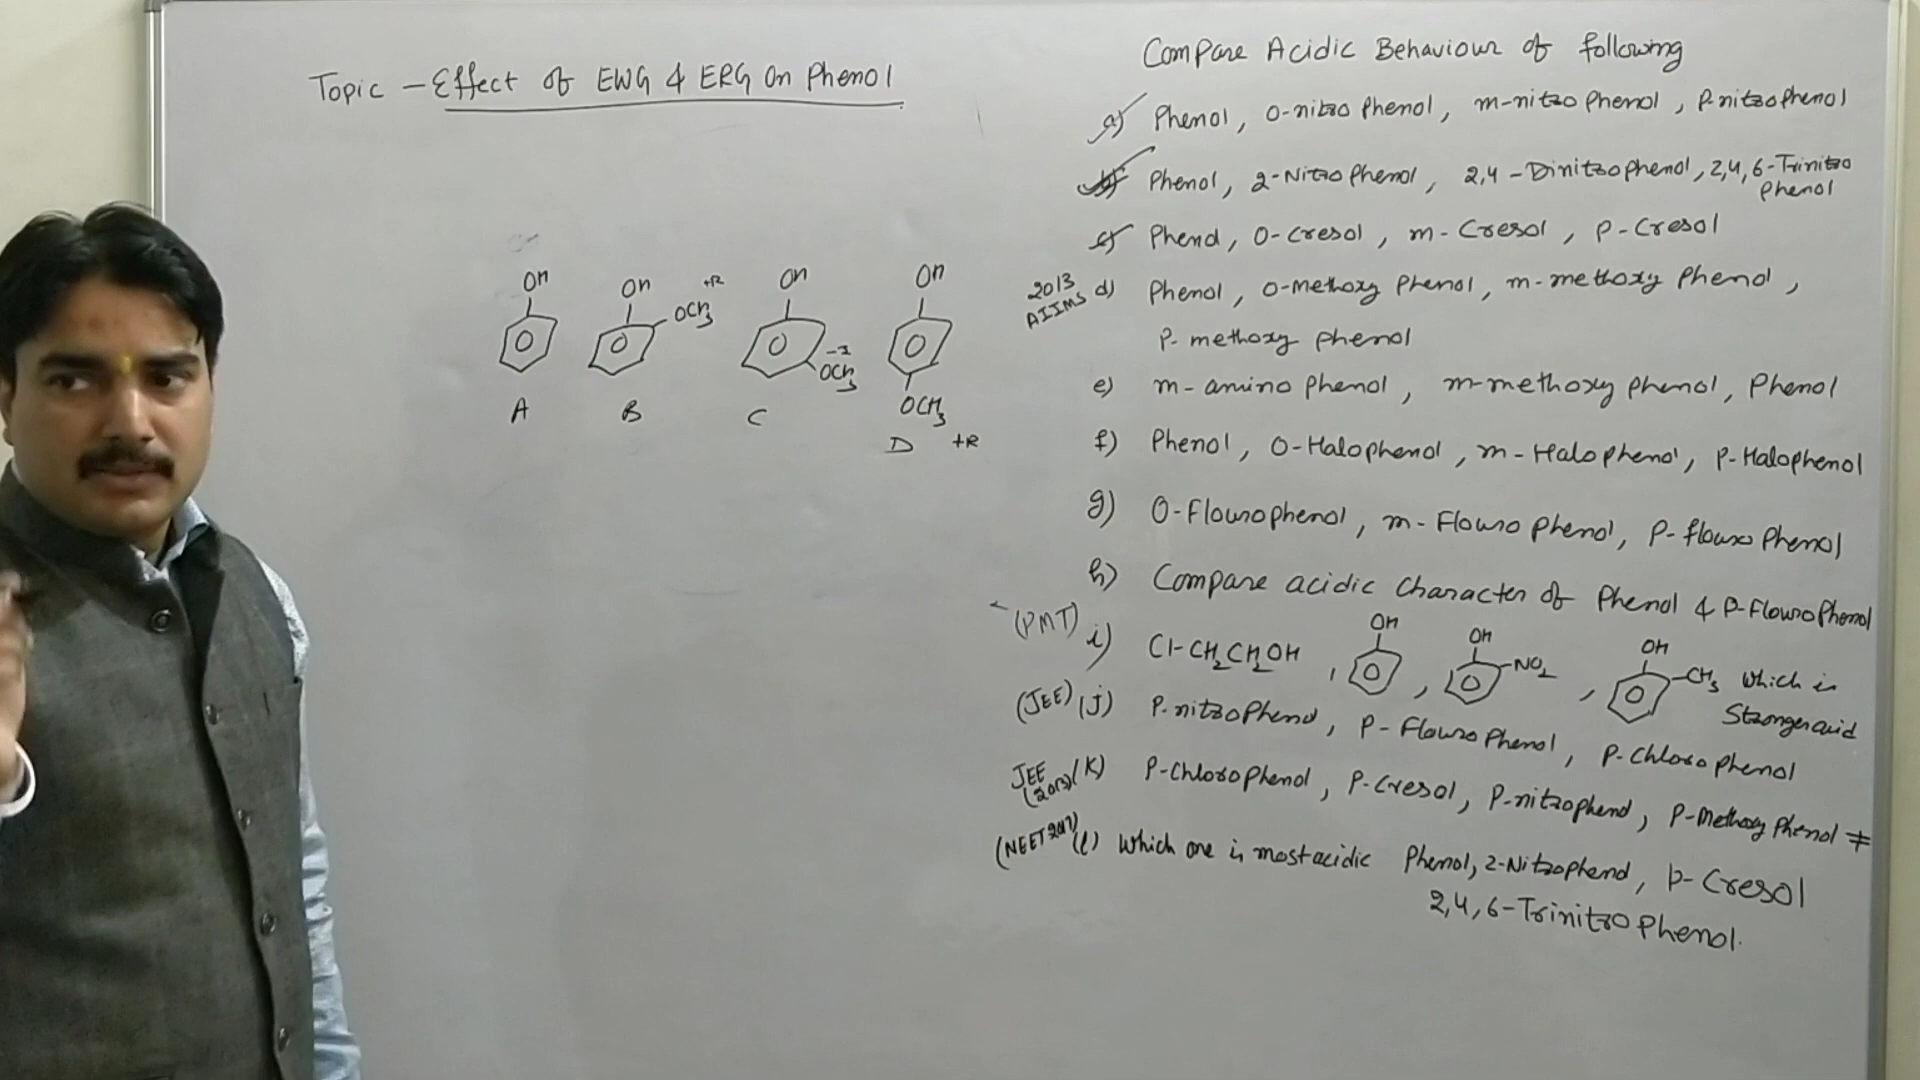 Topic - Effect of EWG & ERG On Phenol
OH
OH
+R
OCH3
OH
-I
OCH3
OH
OCH3
+R
A
B
C
D
Compare Acidic Behaviour of following
a) Phenol, O-nitro Phenol, m-nitro Phenol, P-nitrophenol
b) Phenol, 2-Nitro Phenol, 2,4-Dinitrophenol, 2,4,6-Trinitro
Phenol
c) Phenol, O-Cresol, m-Cresol, P-Cresol
2013
AIIMS
d) Phenol, O-Methoxy Phenol, m-methoxy Phenol,
P-methoxy Phenol
e) m-amino Phenol, m-methoxy Phenol, Phenol
f) Phenol, O-Halophenol, m-Halophenol, P-Halophenol
g) O-Flourophenol, m-Flouro Phenol, P-flouro Phenol
h) Compare acidic Character of Phenol & P-Flourophenol
(PMT) i) Cl-CH2CH2OH, OH, OH NO2, OH CH3 which is
Stronger acid
(JEE) (j) P-nitroPhenol, P-Flouro Phenol, P-Chloro Phenol
JEE (2013) (K) P-Chlorophenol, P-Cresol, P-nitrophenol, P-Methoxy Phenol
(NEET 2017) (l) Which one is most acidic Phenol, 2-Nitrophenol, p-Cresol
2,4,6-Trinitro Phenol.